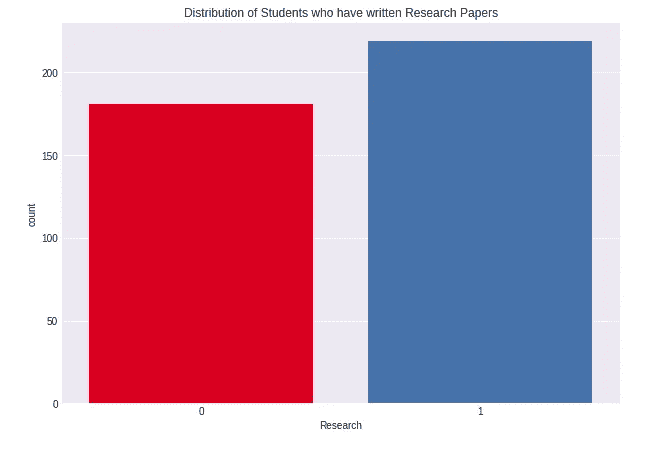 Distribution of Students who have written Research Papers
200
150
100
50
0
count
0 1
Research